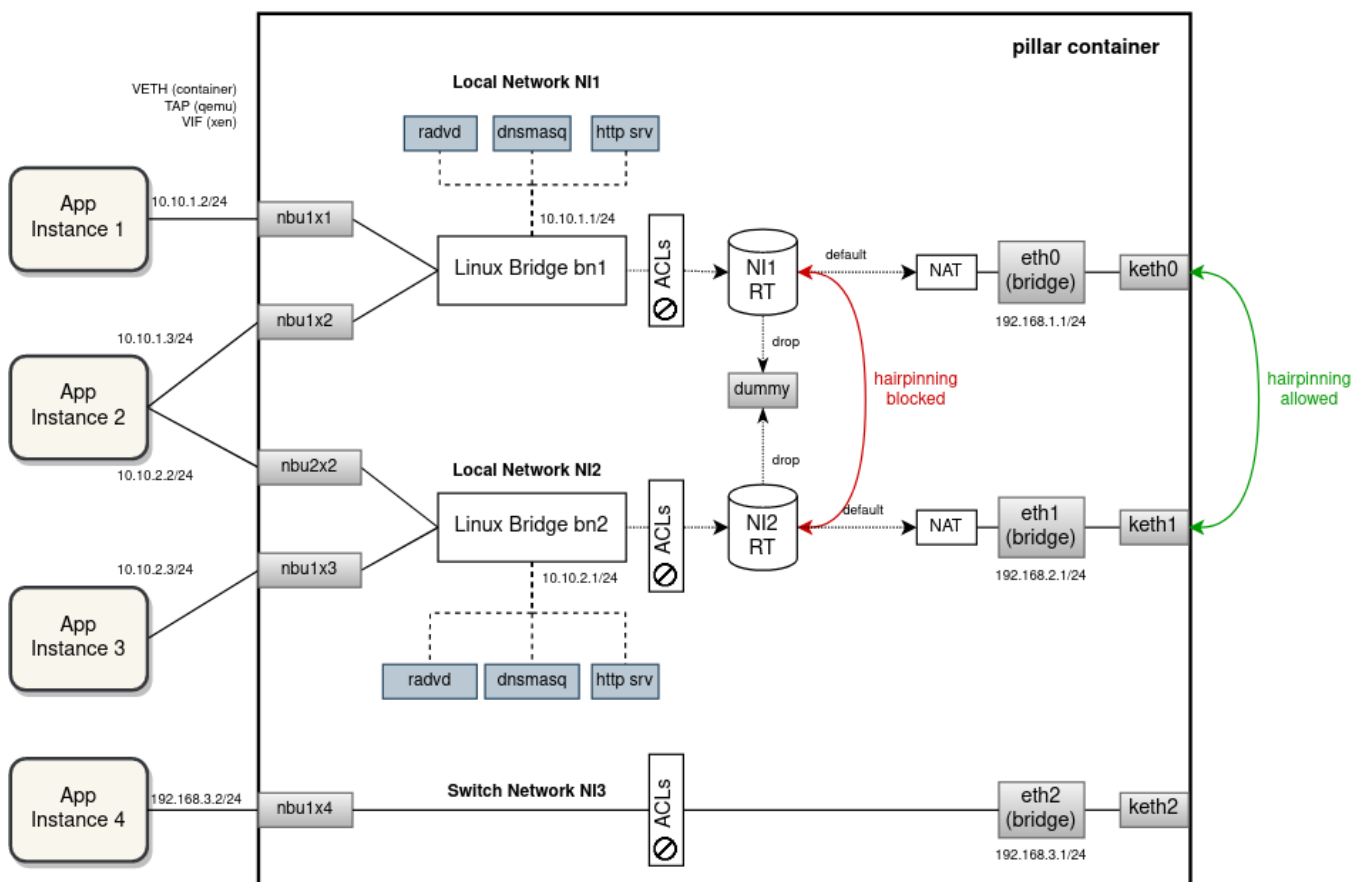 pillar container
VETH (container)
TAP (qemu)
VIF (xen)
Local Network NI1
radvd
dnsmasq
http srv
App
Instance 1
10.10.1.2/24
nbu1x1
10.10.1.1/24
Linux Bridge bn1
ACLs
NI1
RT
default
NAT
eth0
(bridge)
keth0
192.168.1.1/24
nbu1x2
10.10.1.3/24
drop
dummy
hairpinning
blocked
hairpinning
allowed
App
Instance 2
10.10.2.2/24
nbu2x2
drop
Local Network NI2
Linux Bridge bn2
ACLs
NI2
RT
default
NAT
eth1
(bridge)
keth1
192.168.2.1/24
10.10.2.3/24
nbu1x3
10.10.2.1/24
App
Instance 3
radvd
dnsmasq
http srv
App
Instance 4
192.168.3.2/24
nbu1x4
Switch Network NI3
ACLs
eth2
(bridge)
keth2
192.168.3.1/24